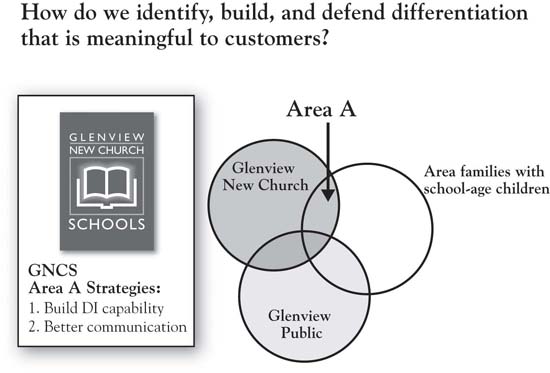 How do we identify, build, and defend differentiation
that is meaningful to customers?
GLENVIEW
NEW CHURCH
SCHOOLS
GNCS
Area A Strategies:
1. Build DI capability
2. Better communication
Area A
Glenview
New Church
Area families with
school-age children
Glenview
Public